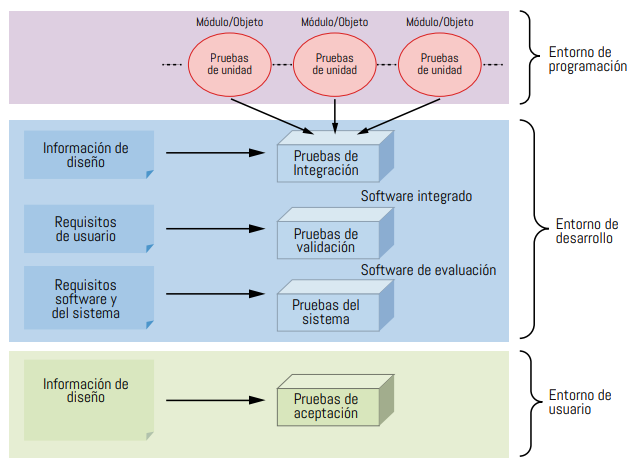 Módulo/Objeto
Módulo/Objeto
Módulo/Objeto
Pruebas
de unidad
Pruebas
de unidad
Pruebas
de unidad
Entorno de
programación
Información de
diseño
Pruebas de
Integración
Software integrado
Requisitos
de usuario
Pruebas de
validación
Entorno de
desarrollo
Software de evaluación
Requisitos
software y
del sistema
Pruebas del
sistema
Información de
diseño
Pruebas de
aceptación
Entorno de
usuario